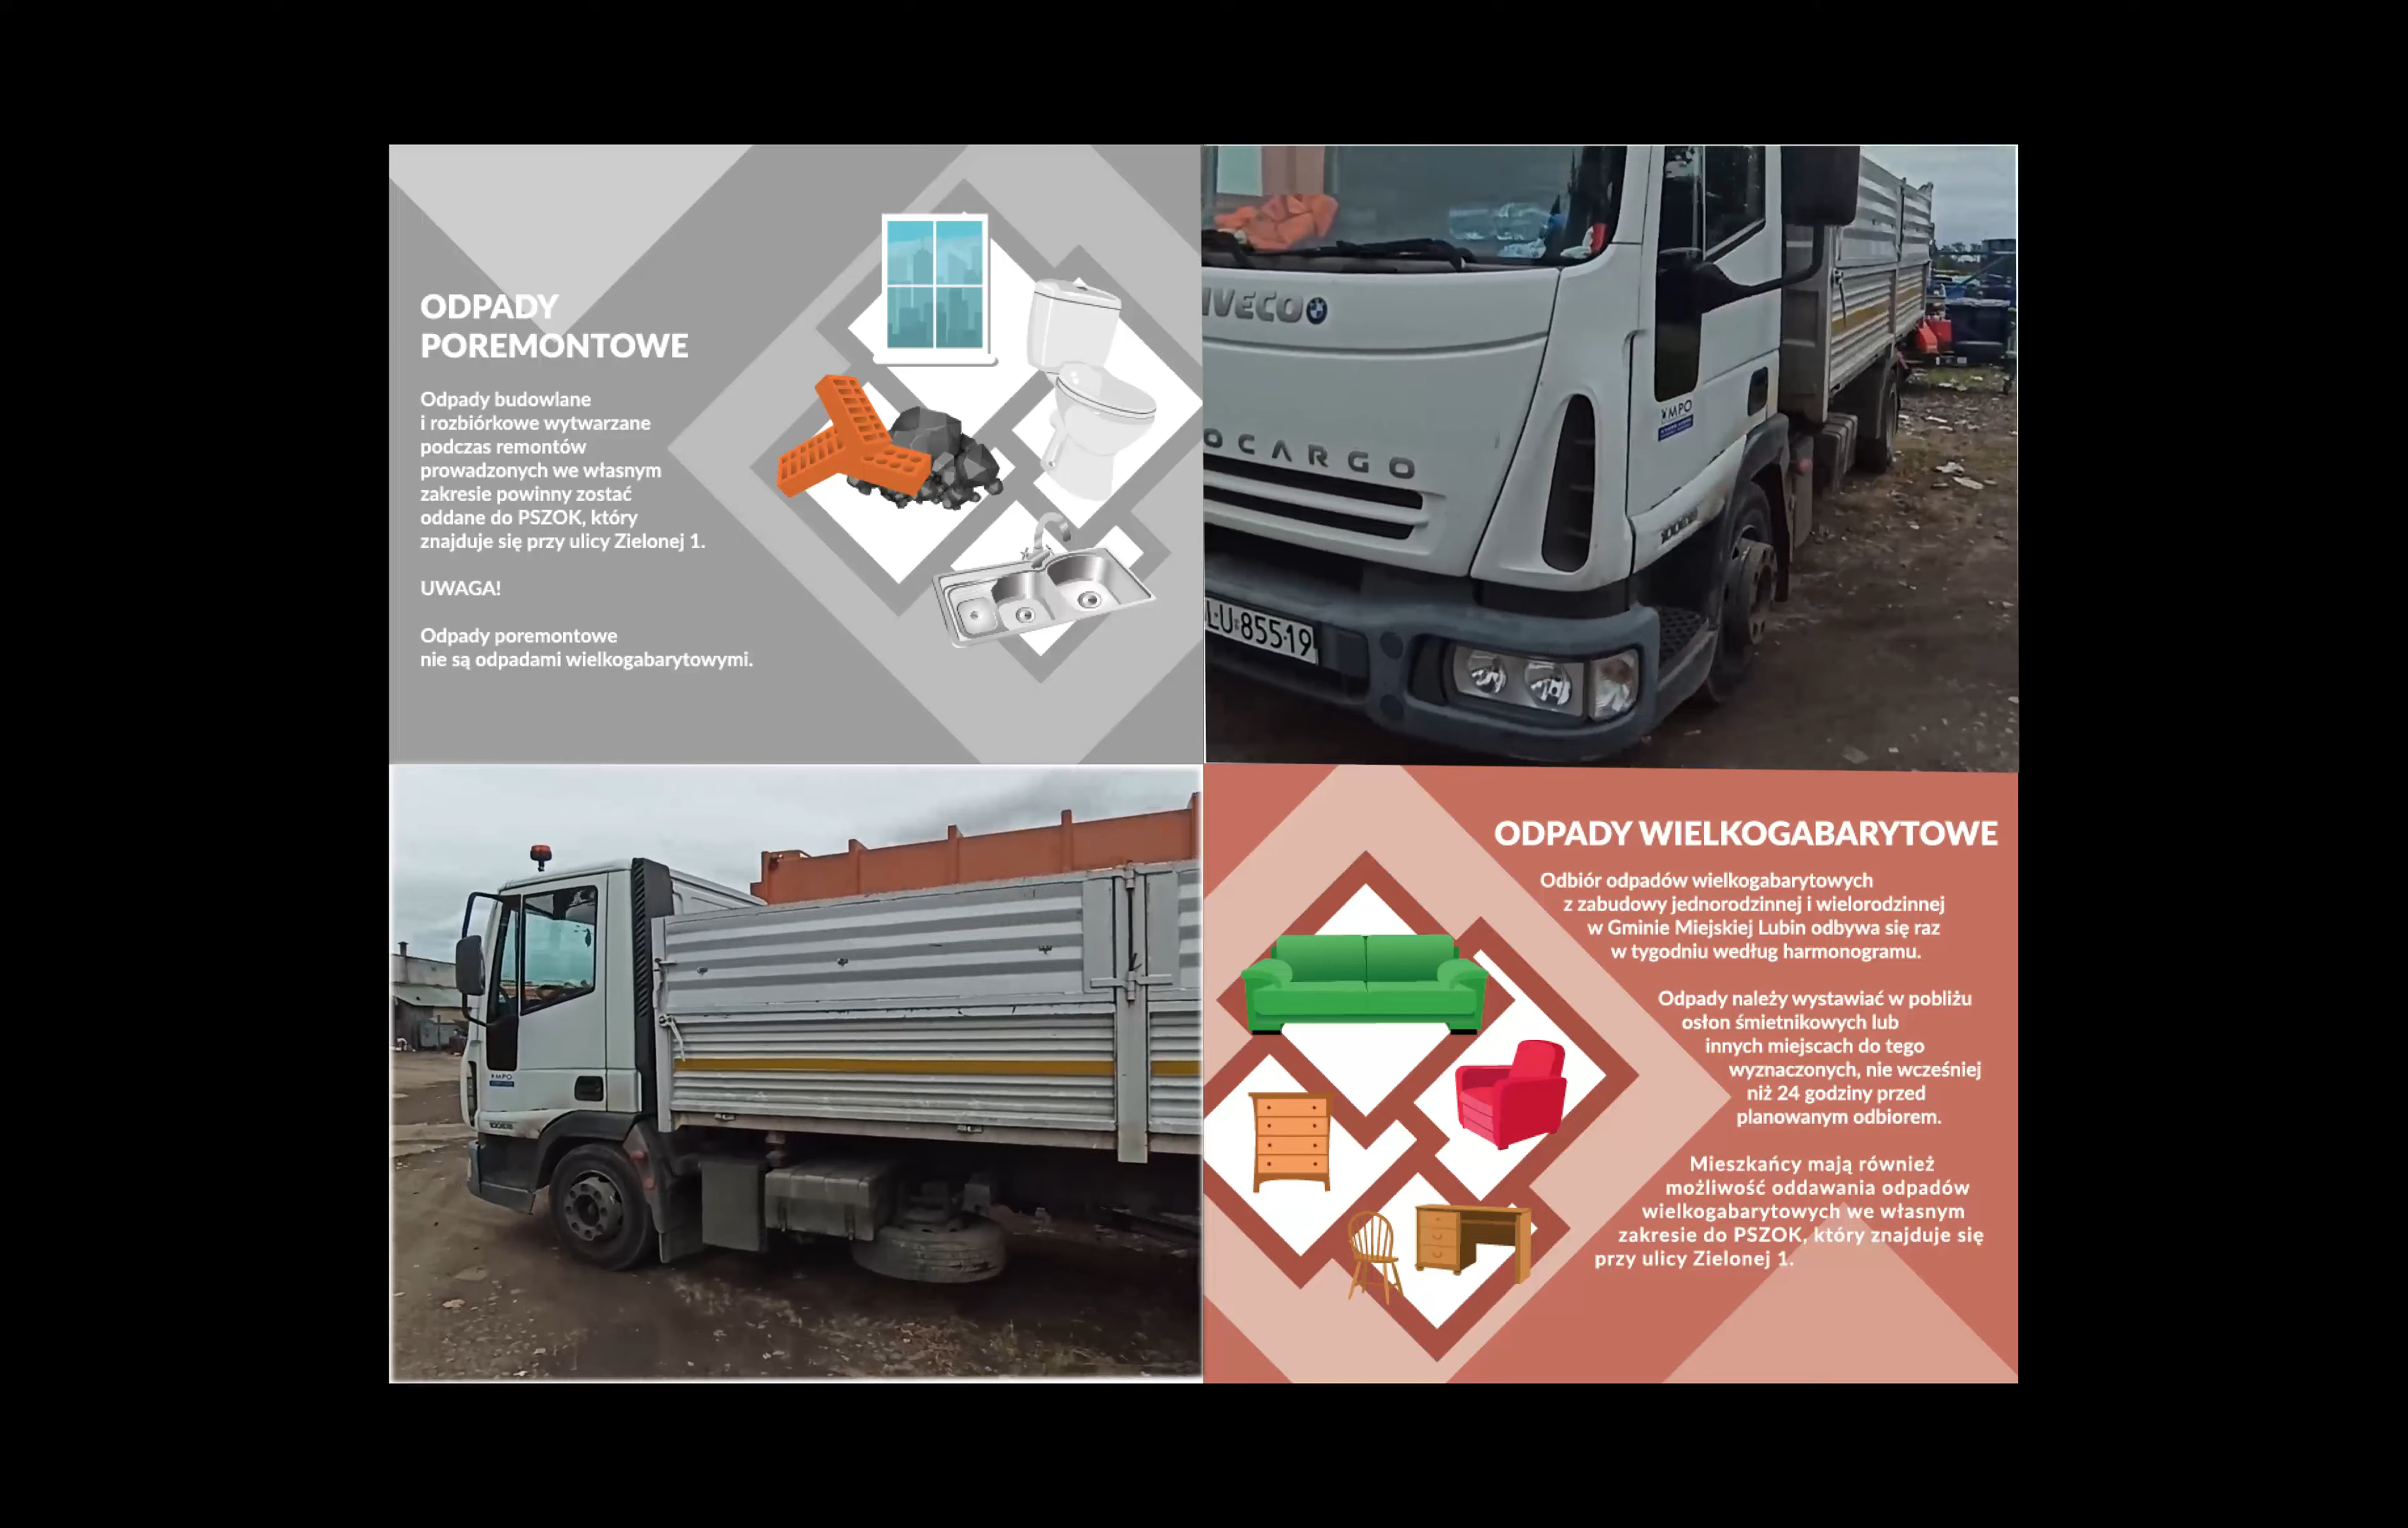 ODPADY
POREMONTOWE
Odpady budowlane
i rozbiórkowe wytwarzane
podczas remontów
prowadzonych we własnym
zakresie powinny zostać
oddane do PSZOK, który
znajduje się przy ulicy Zielonej 1.
UWAGA!
Odpady poremontowe
nie są odpadami wielkogabarytowymi.
IVECO
OCARGO
MPO
LU 85519
MPO
ODPADY WIELKOGABARYTOWE
Odbiór odpadów wielkogabarytowych
z zabudowy jednorodzinnej i wielorodzinnej
w Gminie Miejskiej Lubin odbywa się raz
w tygodniu według harmonogramu.
Odpady należy wystawiać w pobliżu
osłon śmietnikowych lub
innych miejscach do tego
wyznaczonych, nie wcześniej
niż 24 godziny przed
planowanym odbiorem.
Mieszkańcy mają również
możliwość oddawania odpadów
wielkogabarytowych we własnym
zakresie do PSZOK, który znajduje się
przy ulicy Zielonej 1.